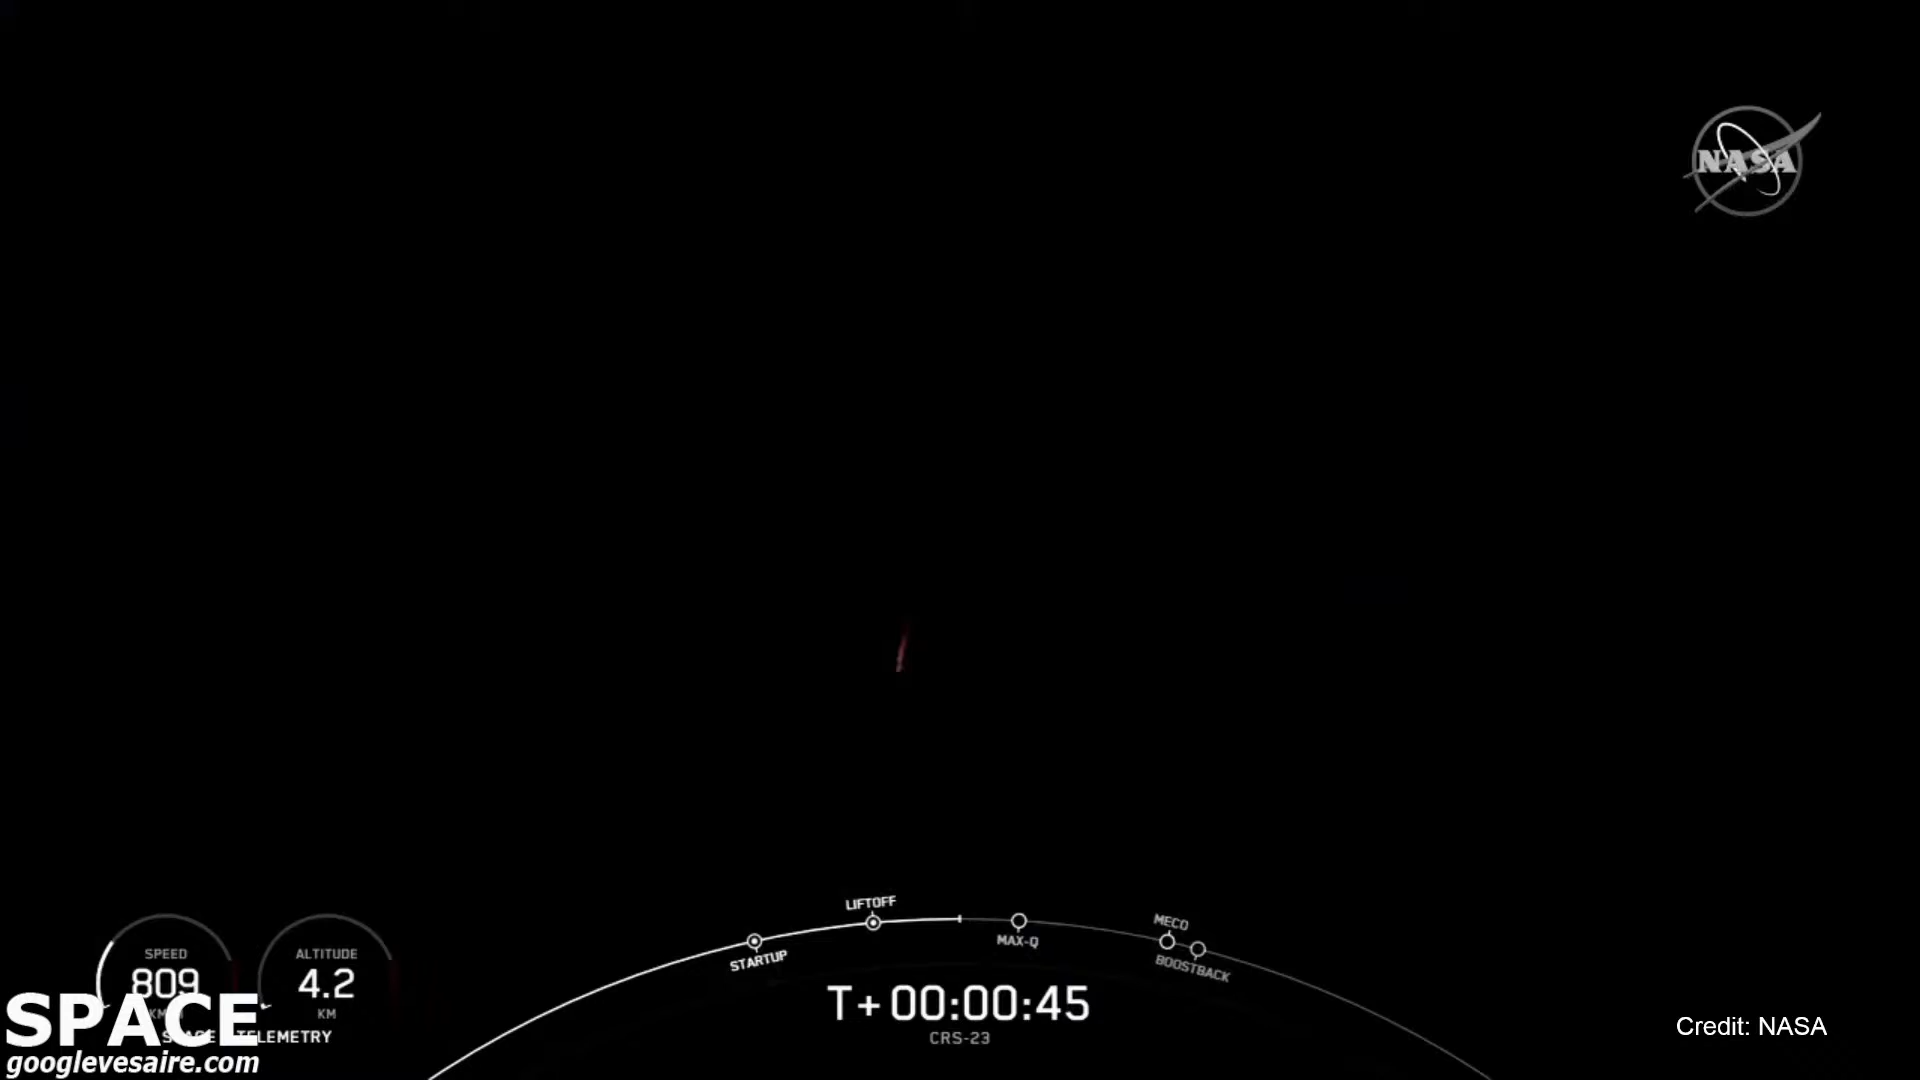 NASA
LIFTOFF
MECO
STARTUP
MAX-Q
BOOSTBACK
SPEED
809
ALTITUDE
4.2
KM
T+00:00:45
CRS-23
SPACE
TELEMETRY
googlevesaire.com
Credit: NASA